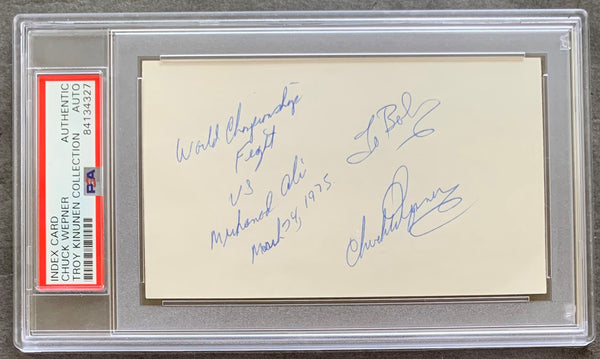 INDEX CARD
CHUCK WEPNER
TROY KINUNEN COLLECTION
AUTHENTIC
AUTO
84134327
PSA
World Championship
Fight
VS
Muhamad Ali
March 24, 1975
To Bob
Chuck Wepner